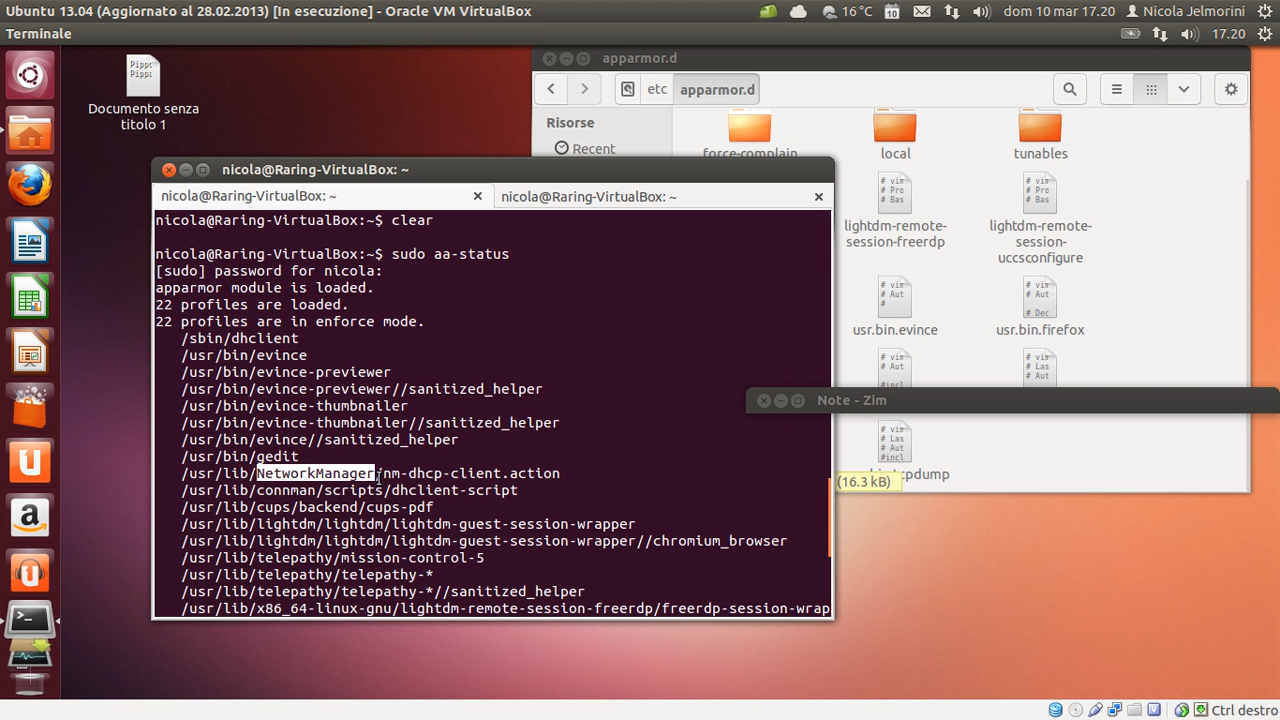 Ubuntu 13.04 (Aggiornato al 28.02.2013) [In esecuzione] - Oracle VM VirtualBox
16 °C
10
dom 10 mar 17.20
Nicola Jelmorini
Terminale
17.20
Documento senza
titolo 1
apparmor.d
etc
apparmor.d
Risorse
Recent
force-complain
local
tunables
lightdm-remote-
session-freerdp
lightdm-remote-
session-
uccsconfigure
usr.bin.evince
usr.bin.firefox
Note - Zim
(16.3 kB)
nicola@Raring-VirtualBox: ~
nicola@Raring-VirtualBox: ~
nicola@Raring-VirtualBox: ~
nicola@Raring-VirtualBox:~$ clear
nicola@Raring-VirtualBox:~$ sudo aa-status
[sudo] password for nicola:
apparmor module is loaded.
22 profiles are loaded.
22 profiles are in enforce mode.
/sbin/dhclient
/usr/bin/evince
/usr/bin/evince-previewer
/usr/bin/evince-previewer//sanitized_helper
/usr/bin/evince-thumbnailer
/usr/bin/evince-thumbnailer//sanitized_helper
/usr/bin/evince//sanitized_helper
/usr/bin/gedit
/usr/lib/NetworkManager/nm-dhcp-client.action
/usr/lib/connman/scripts/dhclient-script
/usr/lib/cups/backend/cups-pdf
/usr/lib/lightdm/lightdm/lightdm-guest-session-wrapper
/usr/lib/lightdm/lightdm/lightdm-guest-session-wrapper//chromium_browser
/usr/lib/telepathy/mission-control-5
/usr/lib/telepathy/telepathy-*
/usr/lib/telepathy/telepathy-*//sanitized_helper
/usr/lib/x86_64-linux-gnu/lightdm-remote-session-freerdp/freerdp-session-wrap
Ctrl destro